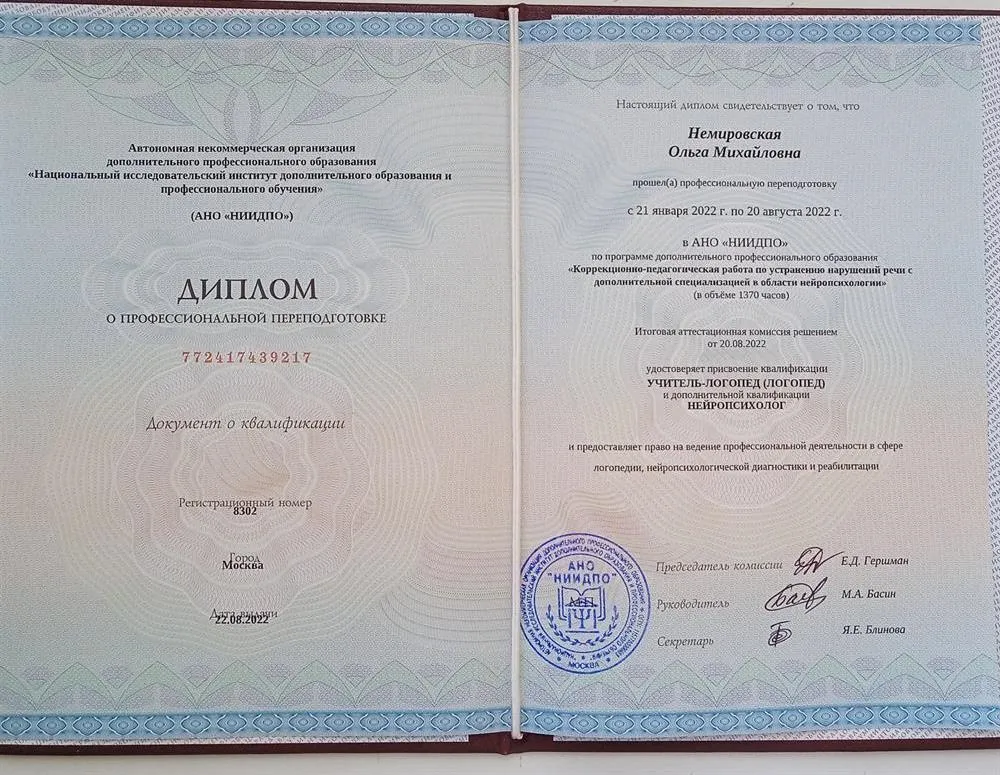 Автономная некоммерческая организация
дополнительного профессионального образования
«Национальный исследовательский институт дополнительного образования и
профессионального обучения»
(АНО «НИИДПО»)
ДИПЛОМ
О ПРОФЕССИОНАЛЬНОЙ ПЕРЕПОДГОТОВКЕ
772417439217
Документ о квалификации
Регистрационный номер
8302
Город
Москва
Дата выдачи
22.08.2022
Настоящий диплом свидетельствует о том, что
Немировская
Ольга Михайловна
прошел(а) профессиональную переподготовку
с 21 января 2022 г. по 20 августа 2022 г.
в АНО «НИИДПО»
по программе дополнительного профессионального образования
«Коррекционно-педагогическая работа по устранению нарушений речи с
дополнительной специализацией в области нейропсихологии»
(в объёме 1370 часов)
Итоговая аттестационная комиссия решением
от 20.08.2022
удостоверяет присвоение квалификации
УЧИТЕЛЬ-ЛОГОПЕД (ЛОГОПЕД)
и дополнительной квалификации
НЕЙРОПСИХОЛОГ
и предоставляет право на ведение профессиональной деятельности в сфере
логопедии, нейропсихологической диагностики и реабилитации
Председатель комиссии Е.Д. Гершман
Руководитель М.А. Басин
Секретарь Я.Е. Блинова
АНО
"НИИДПО"
МОСКВА